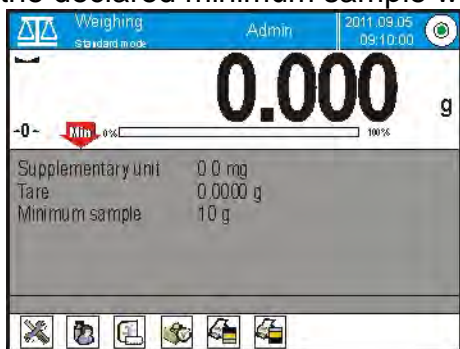 the declared minimum sample w
Weighing Admin 2011.09.05
Standard mode 09:10:00
0.000 g
-0- Min 0% 100%
Supplementary unit 0.0 mg
Tare 0.0000 g
Minimum sample 10 g